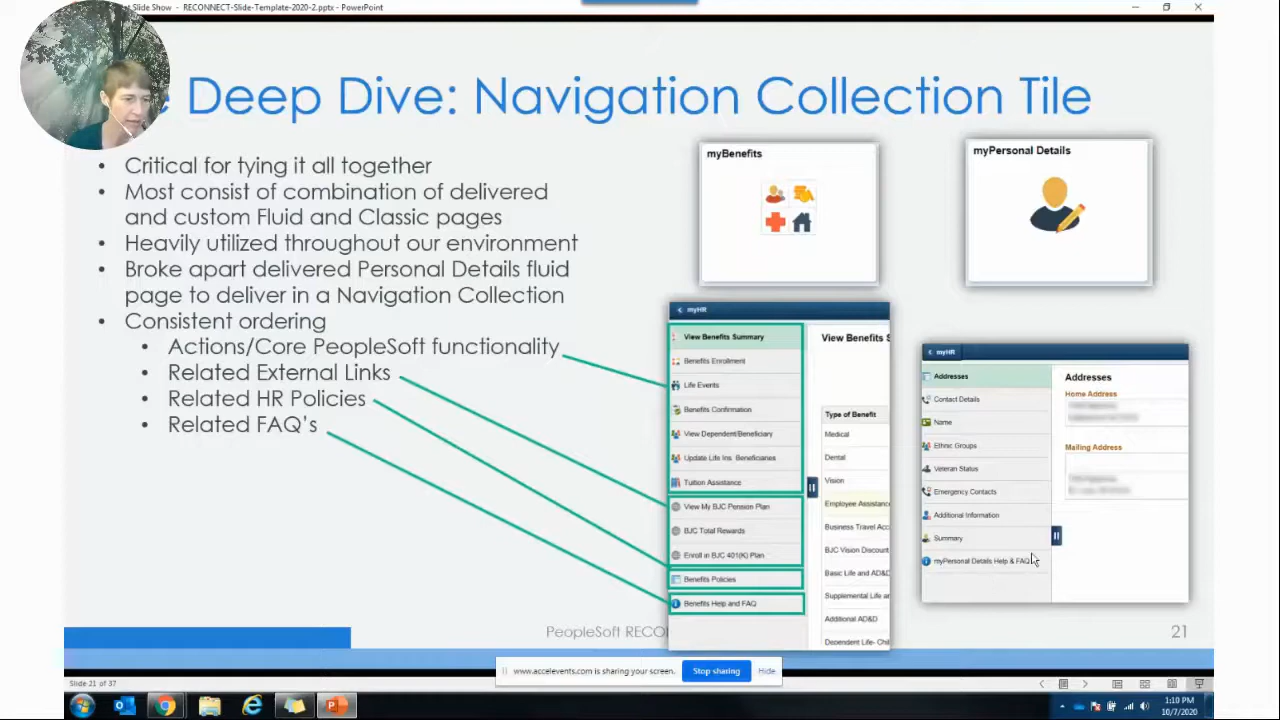 t Slide Show - RECONNECT-Slide-Template-2020-2.pptx - PowerPoint
e Deep Dive: Navigation Collection Tile
• Critical for tying it all together
• Most consist of combination of delivered
and custom Fluid and Classic pages
• Heavily utilized throughout our environment
• Broke apart delivered Personal Details fluid
page to deliver in a Navigation Collection
• Consistent ordering
• Actions/Core PeopleSoft functionality
• Related External Links
• Related HR Policies
• Related FAQ's
myBenefits
myPersonal Details
myHR
View Benefits Summary
Benefits Enrollment
Life Events
Benefits Confirmation
View Dependent/Beneficiary
Update Life Ins. Beneficiaries
Tuition Assistance
View My BJC Pension Plan
BJC Total Rewards
Enroll in BJC 401(K) Plan
Benefits Policies
Benefits Help and FAQ
View Benefits S
Type of Benefit
Medical
Dental
Vision
Employee Assistance
Business Travel Acc
BJC Vision Discount
Basic Life and AD&D
Supplemental Life an
Additional AD&D
Dependent Life- Chil
myHR
Addresses
Contact Details
Name
Ethnic Groups
Veteran Status
Emergency Contacts
Additional Information
Summary
myPersonal Details Help & FAQ
Addresses
Home Address
Mailing Address
PeopleSoft RECO
21
www.accelevents.com is sharing your screen.
Stop sharing
Hide
Slide 21 of 37
1:10 PM
10/7/2020